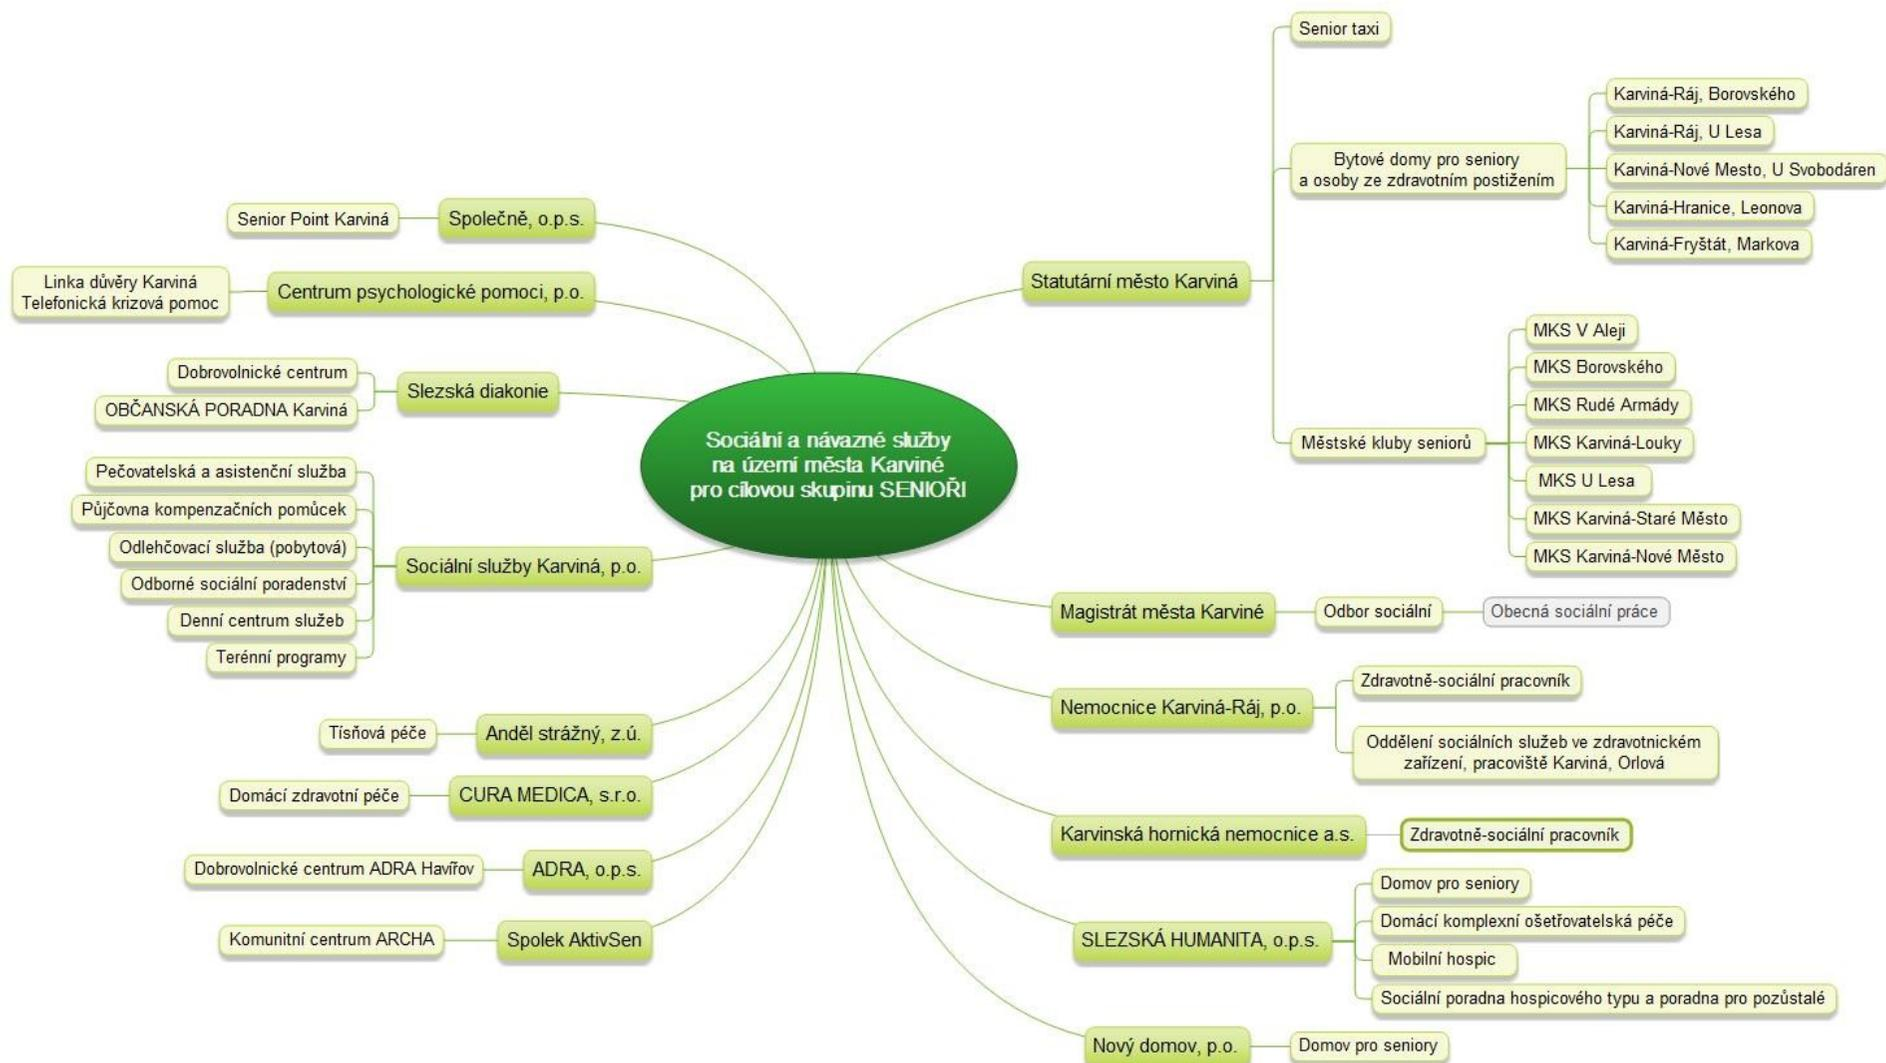 Sociální a návazné služby
na území města Karviné
pro cílovou skupinu SENIOŘI
Statutární město Karviná
Senior taxi
Bytové domy pro seniory
a osoby ze zdravotním postižením
Karviná-Ráj, Borovského
Karviná-Ráj, U Lesa
Karviná-Nové Mesto, U Svobodáren
Karviná-Hranice, Leonova
Karviná-Fryštát, Markova
Městské kluby seniorů
MKS V Aleji
MKS Borovského
MKS Rudé Armády
MKS Karviná-Louky
MKS U Lesa
MKS Karviná-Staré Město
MKS Karviná-Nové Město
Magistrát města Karviné
Odbor sociální
Obecná sociální práce
Nemocnice Karviná-Ráj, p.o.
Zdravotně-sociální pracovník
Oddělení sociálních služeb ve zdravotnickém
zařízení, pracoviště Karviná, Orlová
Karvinská hornická nemocnice a.s.
Zdravotně-sociální pracovník
SLEZSKÁ HUMANITA, o.p.s.
Domov pro seniory
Domácí komplexní ošetřovatelská péče
Mobilní hospic
Sociální poradna hospicového typu a poradna pro pozůstalé
Nový domov, p.o.
Domov pro seniory
Společně, o.p.s.
Senior Point Karviná
Centrum psychologické pomoci, p.o.
Linka důvěry Karviná
Telefonická krizová pomoc
Slezská diakonie
Dobrovolnické centrum
OBČANSKÁ PORADNA Karviná
Sociální služby Karviná, p.o.
Pečovatelská a asistenční služba
Půjčovna kompenzačních pomůcek
Odlehčovací služba (pobytová)
Odborné sociální poradenství
Denní centrum služeb
Terénní programy
Anděl strážný, z.ú.
Tísňová péče
CURA MEDICA, s.r.o.
Domácí zdravotní péče
ADRA, o.p.s.
Dobrovolnické centrum ADRA Havířov
Spolek AktivSen
Komunitní centrum ARCHA